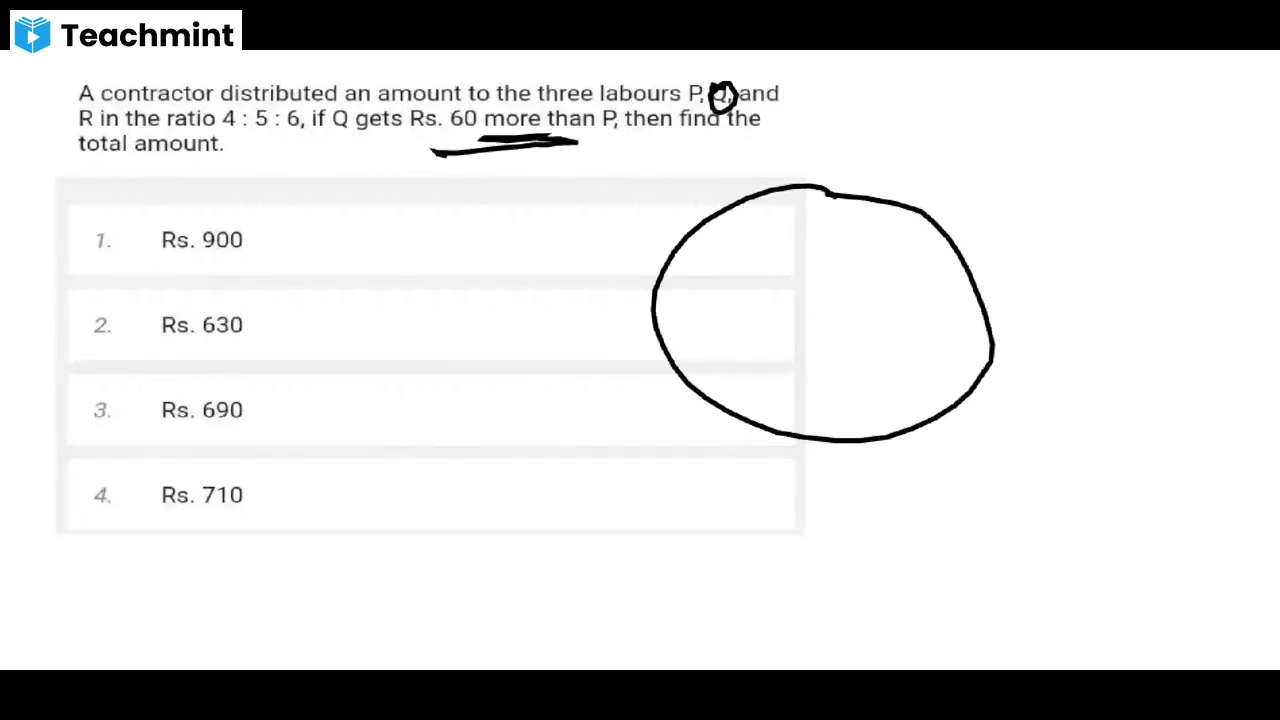 Teachmint
A contractor distributed an amount to the three labours P, Q, and
R in the ratio 4 : 5 : 6, if Q gets Rs. 60 more than P, then find the
total amount.
1. Rs. 900
2. Rs. 630
3. Rs. 690
4. Rs. 710